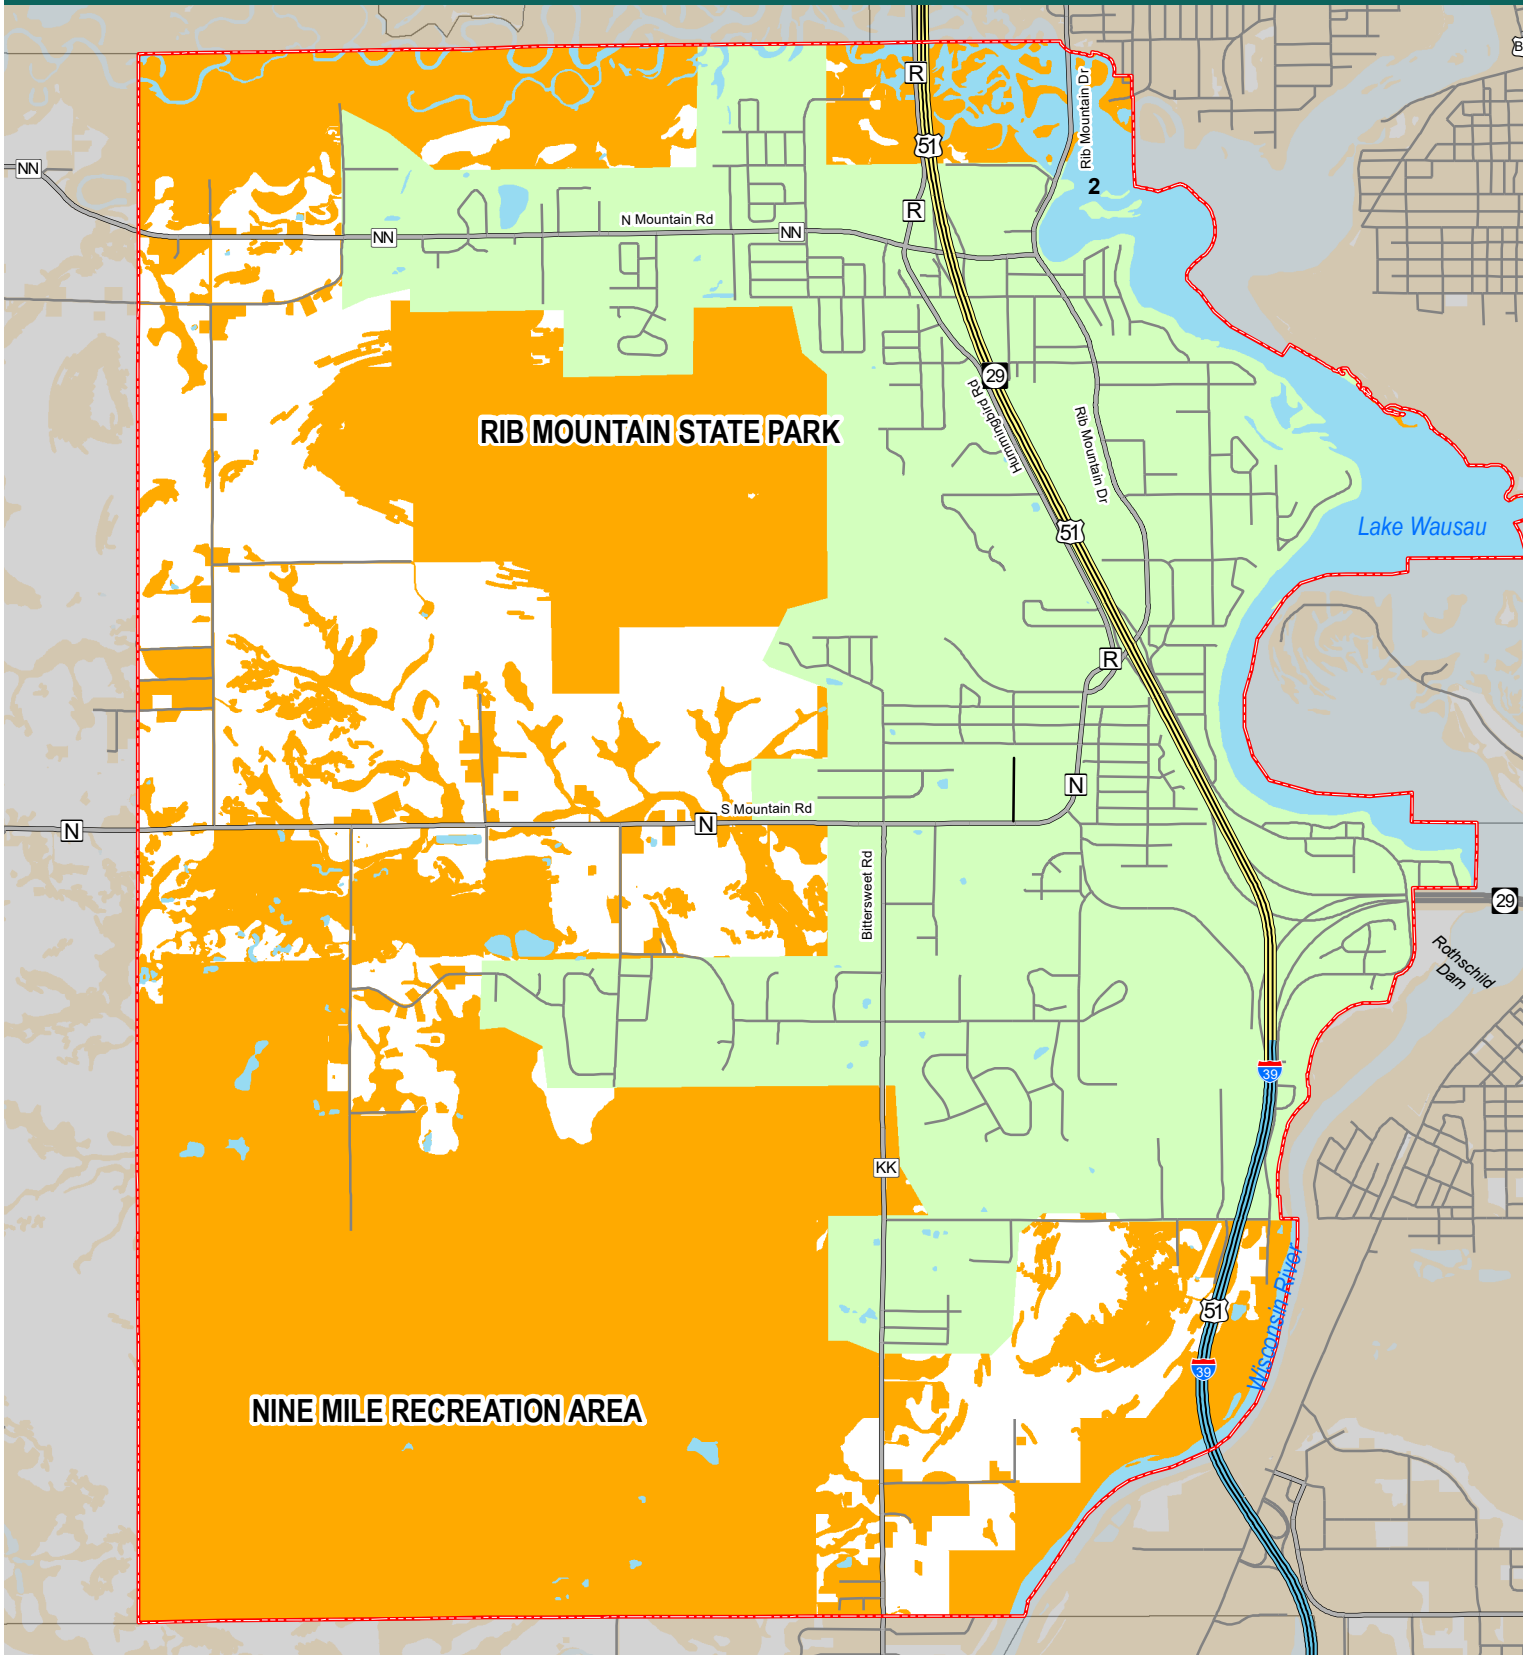 R
B
Rib Mountain Dr
51
NN
2
R
N Mountain Rd
NN
NN
29
Hummingbird Rd
Rib Mountain Dr
RIB MOUNTAIN STATE PARK
51
Lake Wausau
R
N
S Mountain Rd
N
N
Bittersweet Rd
29
Rothschild
Dam
39
KK
Wisconsin River
51
39
NINE MILE RECREATION AREA